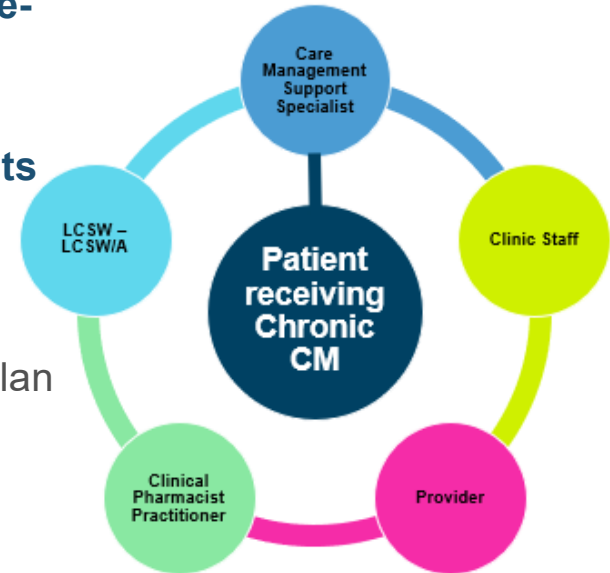 e-
ts
lan
Care
Management
Support
Specialist
LCSW –
LCSW/A
Clinic Staff
Patient
receiving
Chronic
CM
Clinical
Pharmacist
Practitioner
Provider